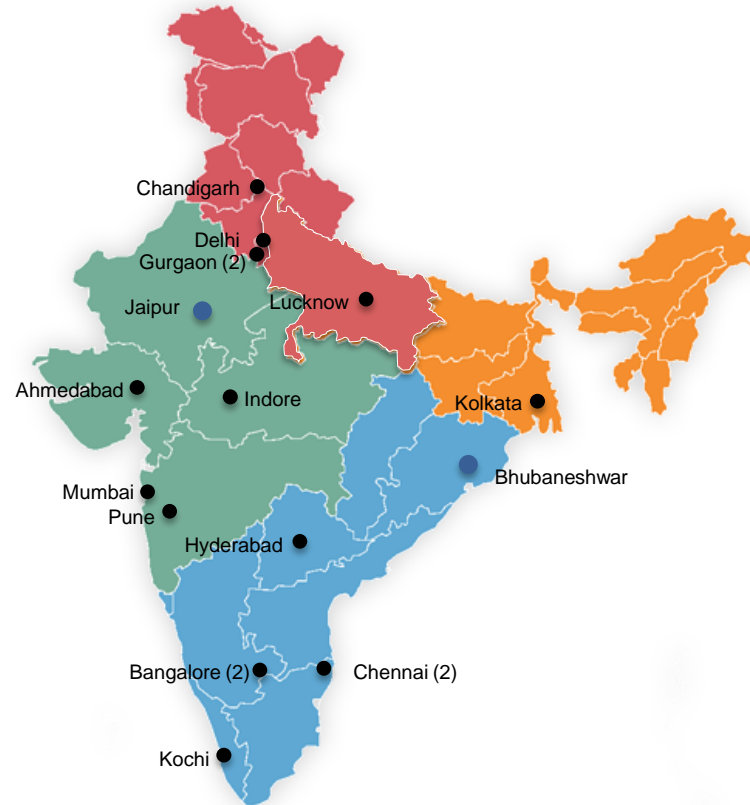 Chandigarh
Delhi
Gurgaon (2)
Lucknow
Jaipur
Ahmedabad
Indore
Kolkata
Bhubaneshwar
Mumbai
Pune
Hyderabad
Bangalore (2)
Chennai (2)
Kochi